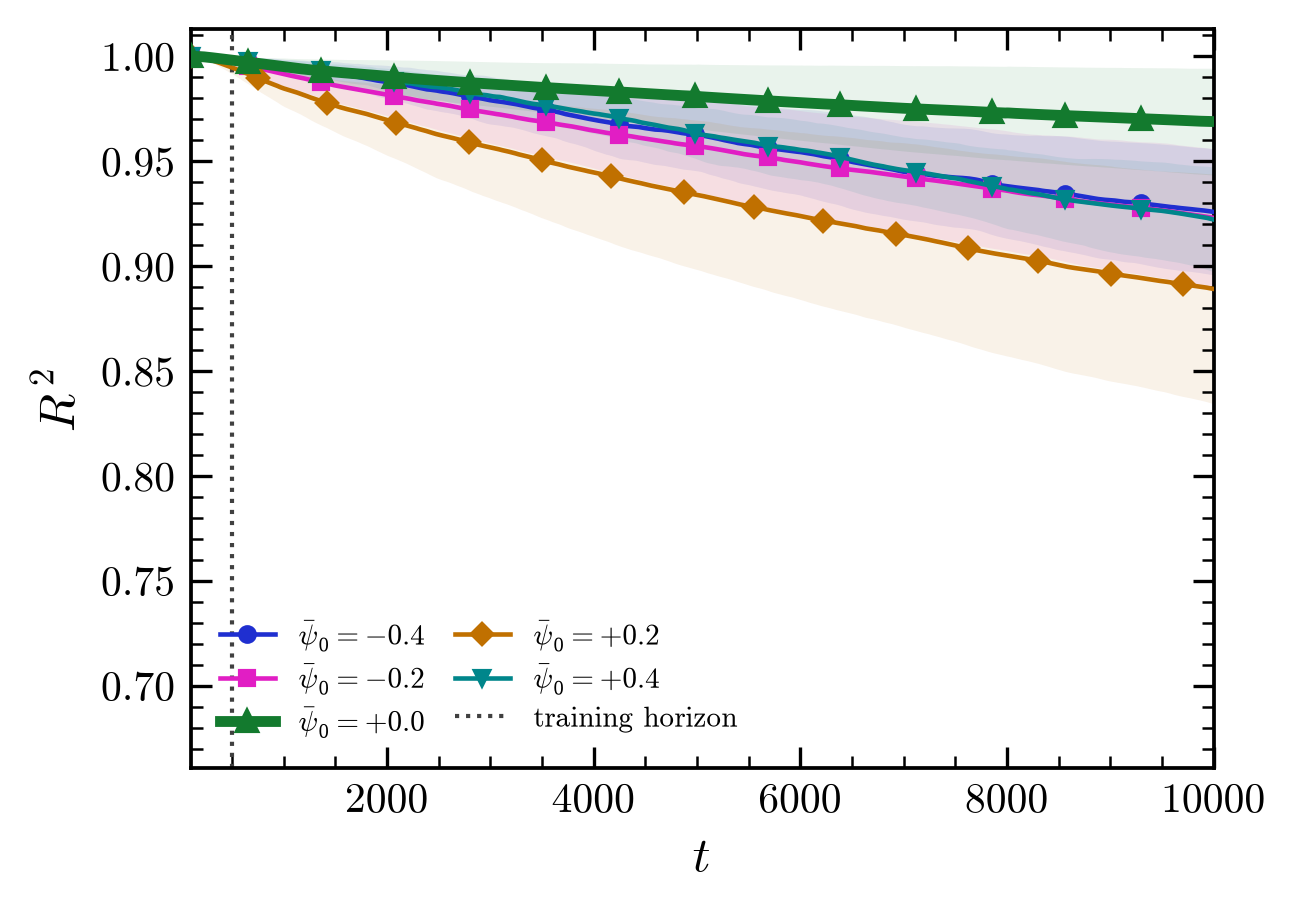 1.00
0.95
0.90
0.85
0.80
0.75
0.70
R²
ψ̄₀ = −0.4
ψ̄₀ = −0.2
ψ̄₀ = +0.0
ψ̄₀ = +0.2
ψ̄₀ = +0.4
training horizon
2000 4000 6000 8000 10000
t